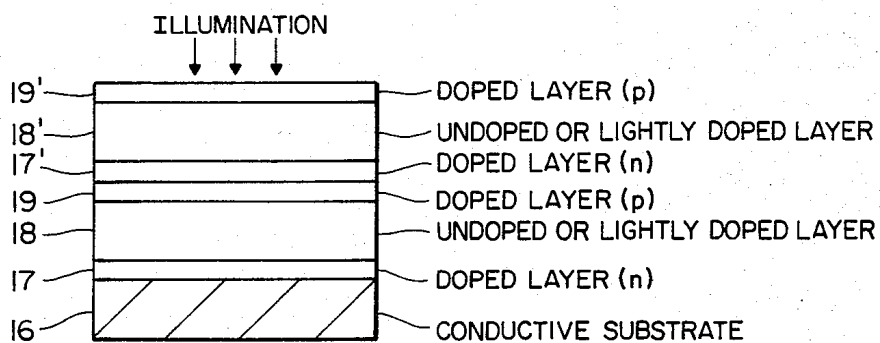 ILLUMINATION
19' DOPED LAYER (p)
18' UNDOPED OR LIGHTLY DOPED LAYER
17' DOPED LAYER (n)
19 DOPED LAYER (p)
18 UNDOPED OR LIGHTLY DOPED LAYER
17 DOPED LAYER (n)
16 CONDUCTIVE SUBSTRATE